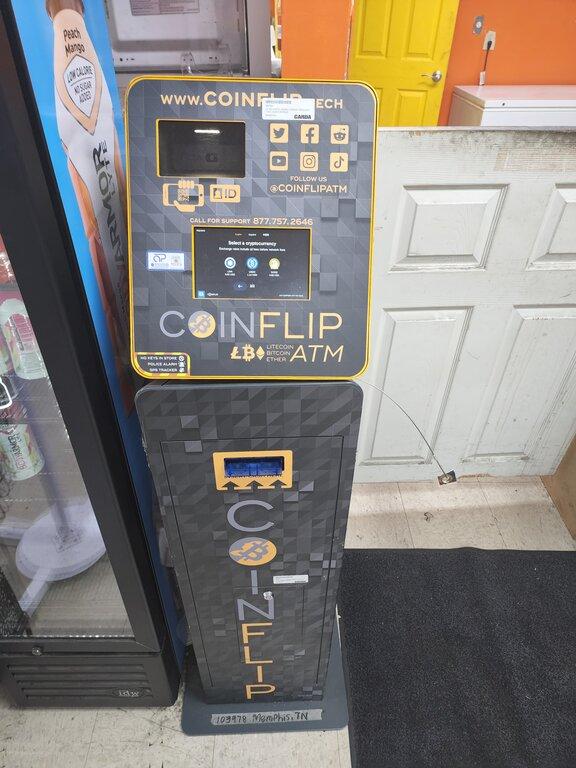 Peach
Mango
LOW CALORIE
NO SUGAR
ADDED
ARMOR
WWW.COINFLIP.TECH
GARDA
ID
FOLLOW US
@COINFLIPATM
CALL FOR SUPPORT 877.757.2646
Select a cryptocurrency
COINFLIP
LITECOIN
BITCOIN
ETHER
ATM
NO KEYS IN STORE
POLICE ALARM
GPS TRACKER
COINFLIP
103978 Memphis, TN